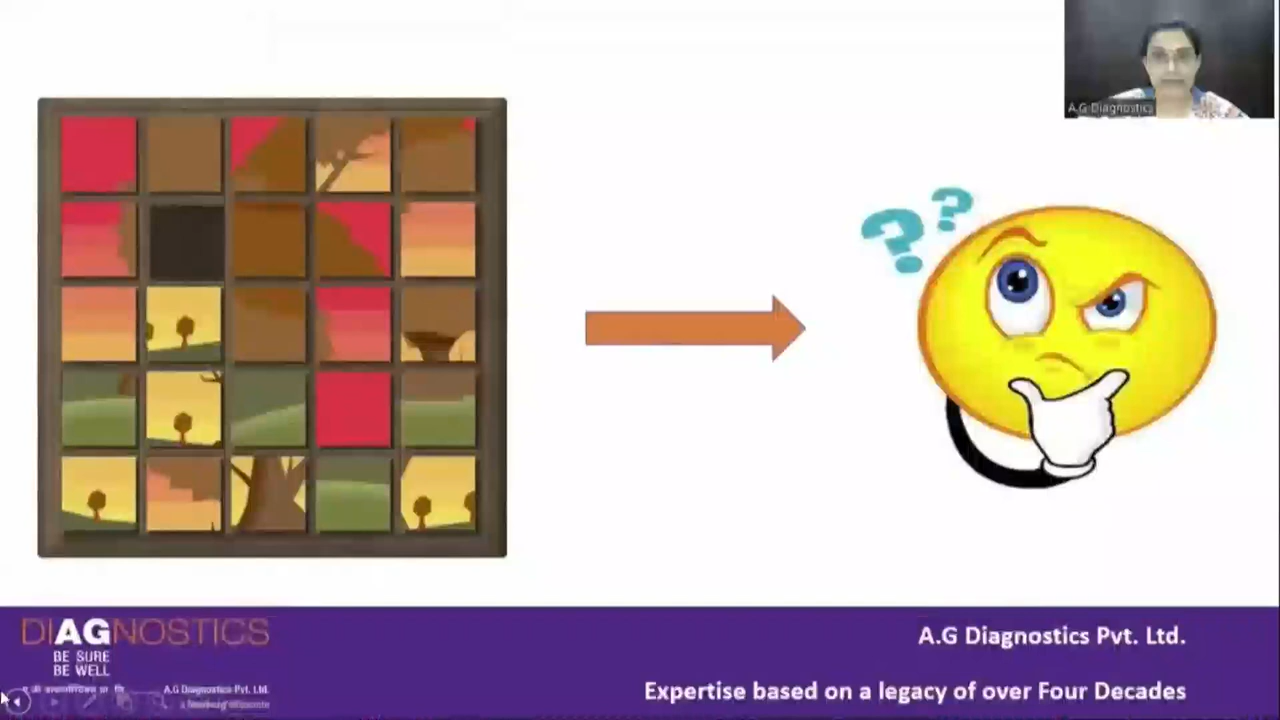 A.G Diagnostics
? ?
DIAGNOSTICS
BE SURE
BE WELL
A.G Diagnostics Pvt. Ltd.
A.G Diagnostics Pvt. Ltd.
Expertise based on a legacy of over Four Decades